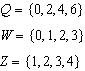 Q = {0, 2, 4, 6}
W = {0, 1, 2, 3}
Z = {1, 2, 3, 4}